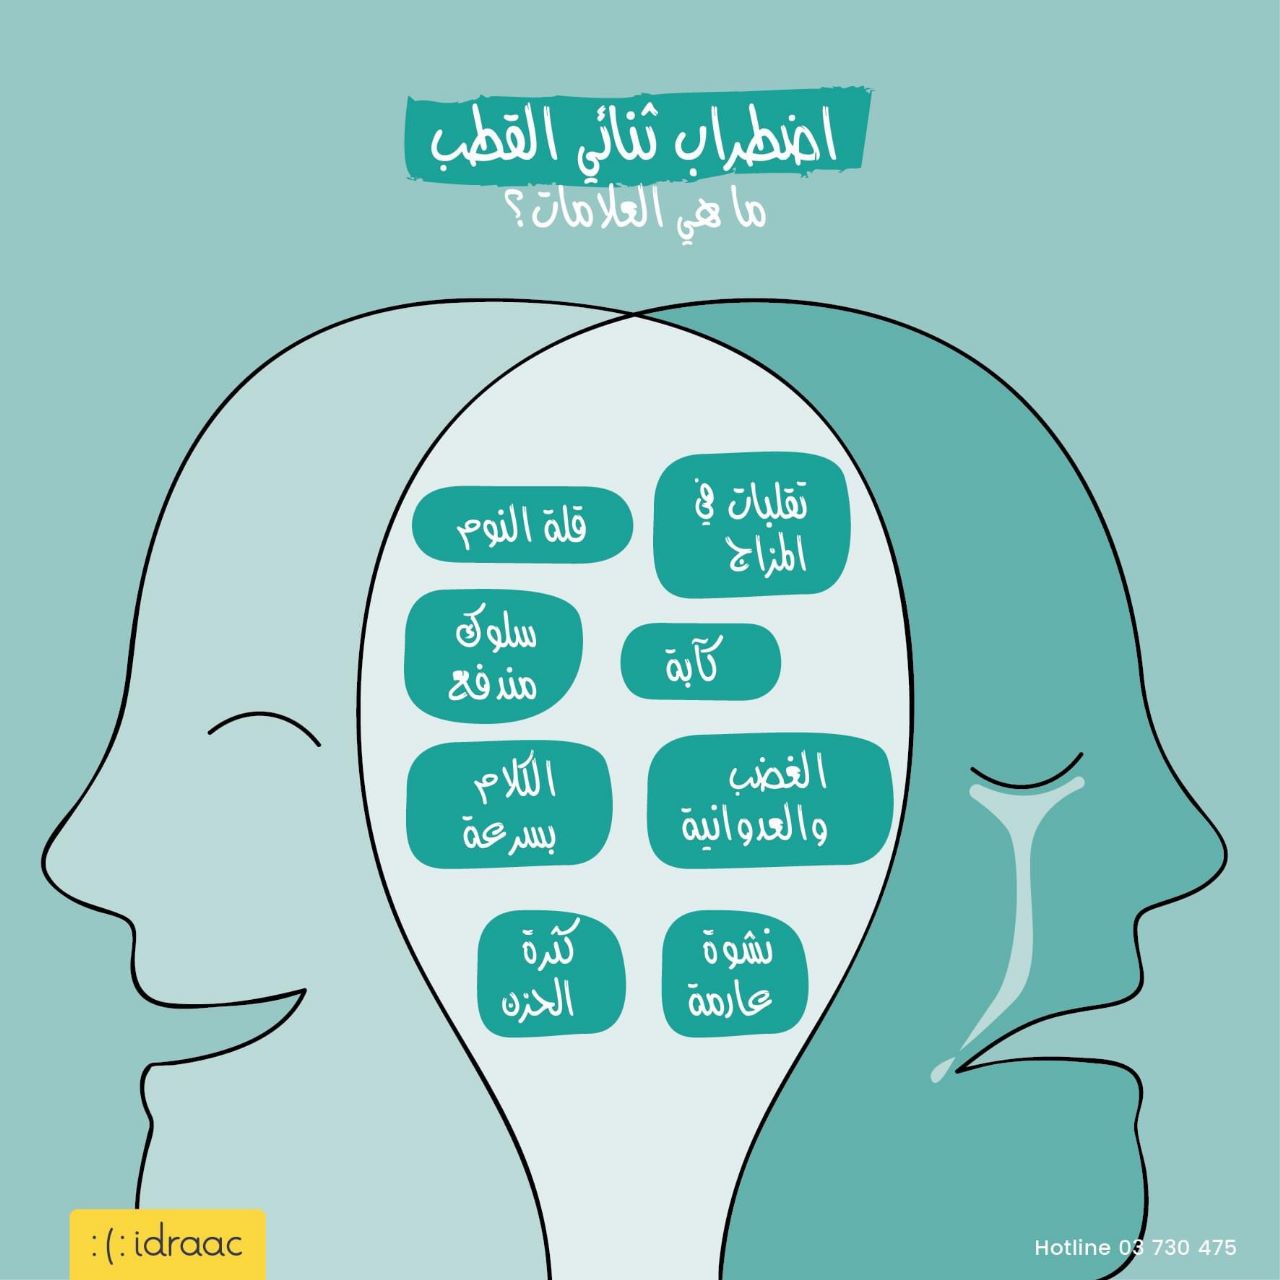 اضطراب ثنائي القطب
ما هي العلامات؟
تقلبات في
المزاج
قلة النوم
كآبة
سلوك
مندفع
الغضب
والعدوانية
الكلام
بسرعة
نشوة
عارمة
كثرة
الحزن
:(: idraac
Hotline 03 730 475